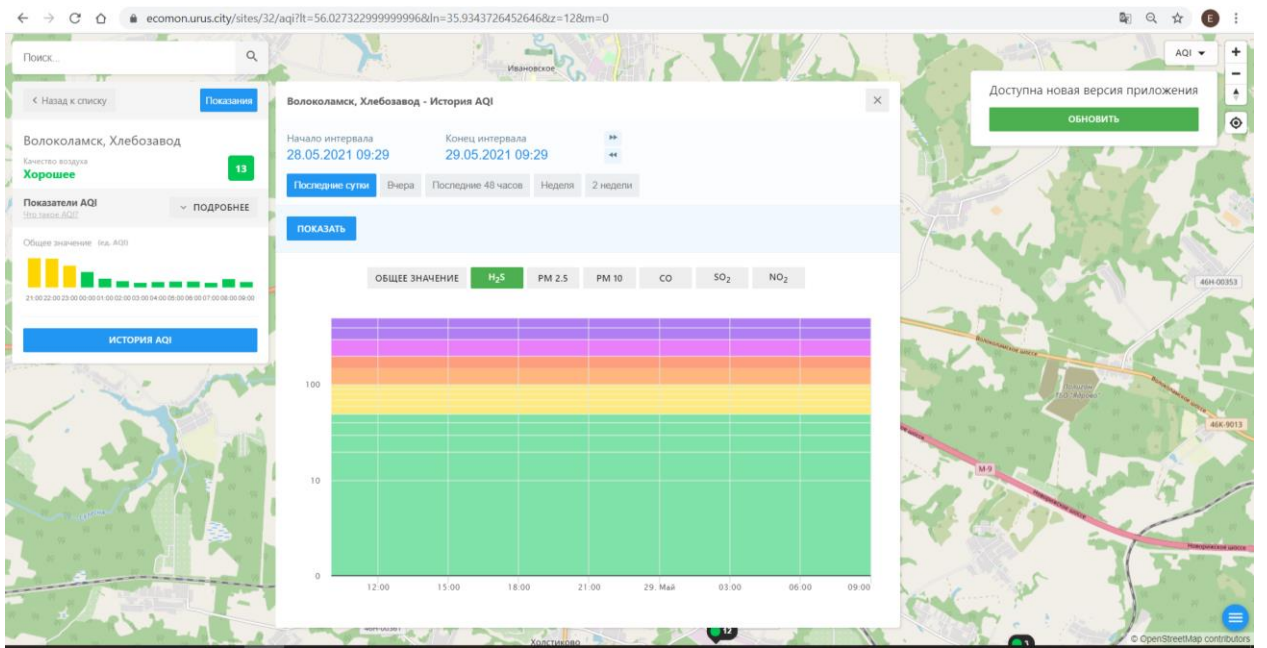 ecomon.urus.city/sites/32/aqi?lt=56.027322999999996&ln=35.9343726452646&z=12&m=0
E
Поиск...
AQI
Ивановское
Доступна новая версия приложения
ОБНОВИТЬ
Назад к списку
Показания
Волоколамск, Хлебозавод - История AQI
Волоколамск, Хлебозавод
Качество воздуха
Хорошее
13
Начало интервала
28.05.2021 09:29
Конец интервала
29.05.2021 09:29
Последние сутки
Вчера
Последние 48 часов
Неделя
2 недели
Показатели AQI
Что такое AQI?
ПОДРОБНЕЕ
ПОКАЗАТЬ
Общее значение (ед. AQI)
21:00 22:00 23:00 00:00 01:00 02:00 03:00 04:00 05:00 06:00 07:00 08:00 09:00
ИСТОРИЯ AQI
ОБЩЕЕ ЗНАЧЕНИЕ
H₂S
PM 2.5
PM 10
CO
SO₂
NO₂
100
10
0
12:00
15:00
18:00
21:00
29. Май
03:00
06:00
09:00
46Н-00353
Волоколамское шоссе
Полигон
ТБО "Ядрово"
46К-9013
М-9
Новорижское шоссе
Холстиково
12
© OpenStreetMap contributors